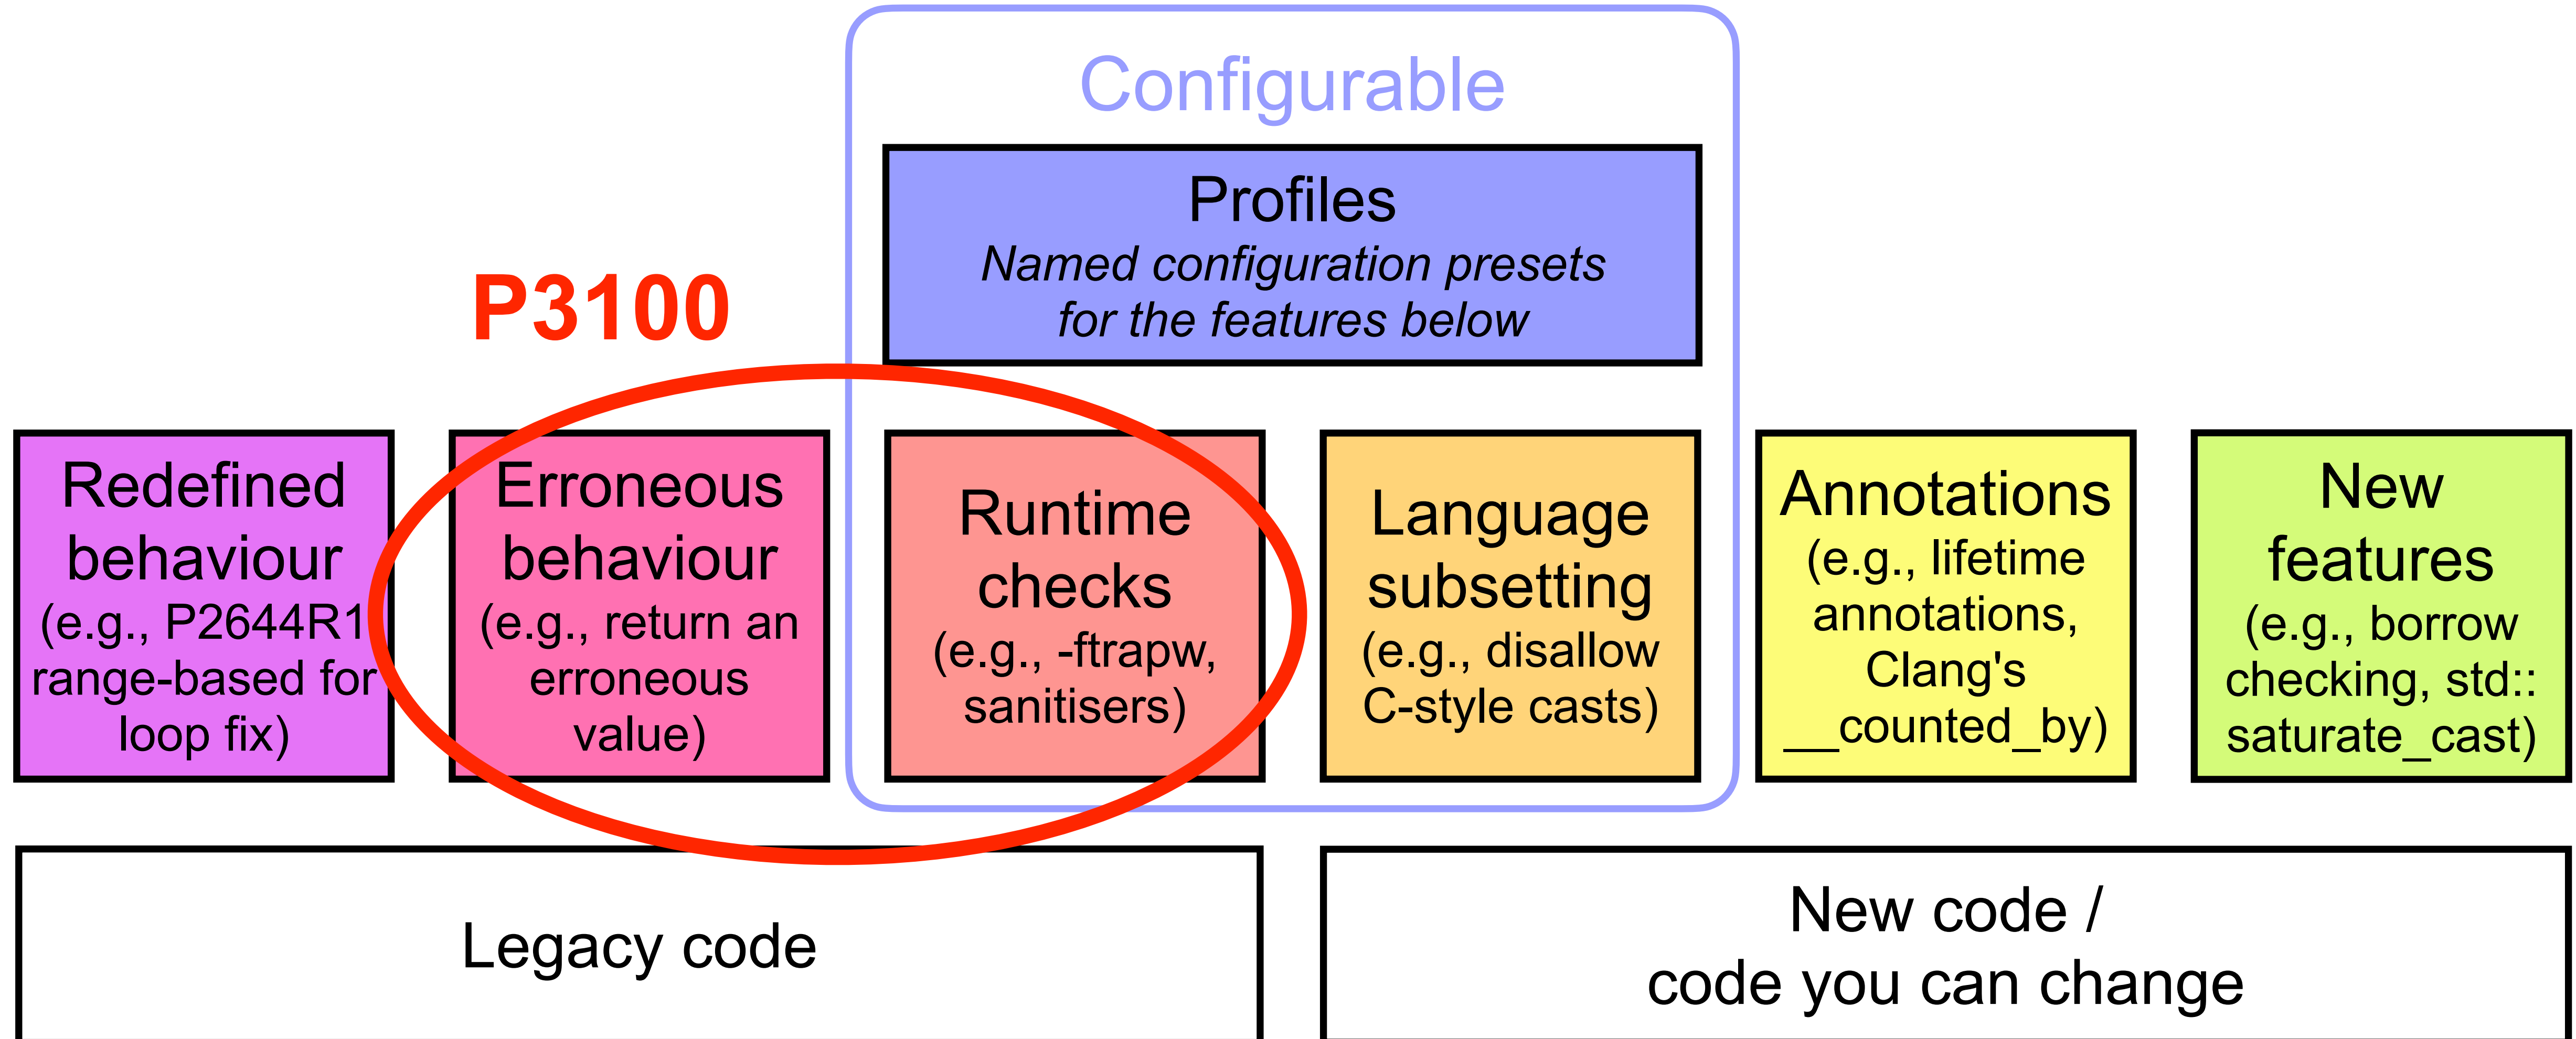 Configurable
Profiles
Named configuration presets
for the features below
P3100
Redefined
behaviour
(e.g., P2644R1
range-based for
loop fix)
Erroneous
behaviour
(e.g., return an
erroneous
value)
Runtime
checks
(e.g., -ftrapw,
sanitisers)
Language
subsetting
(e.g., disallow
C-style casts)
Annotations
(e.g., lifetime
annotations,
Clang's
__counted_by)
New
features
(e.g., borrow
checking, std::
saturate_cast)
Legacy code
New code /
code you can change